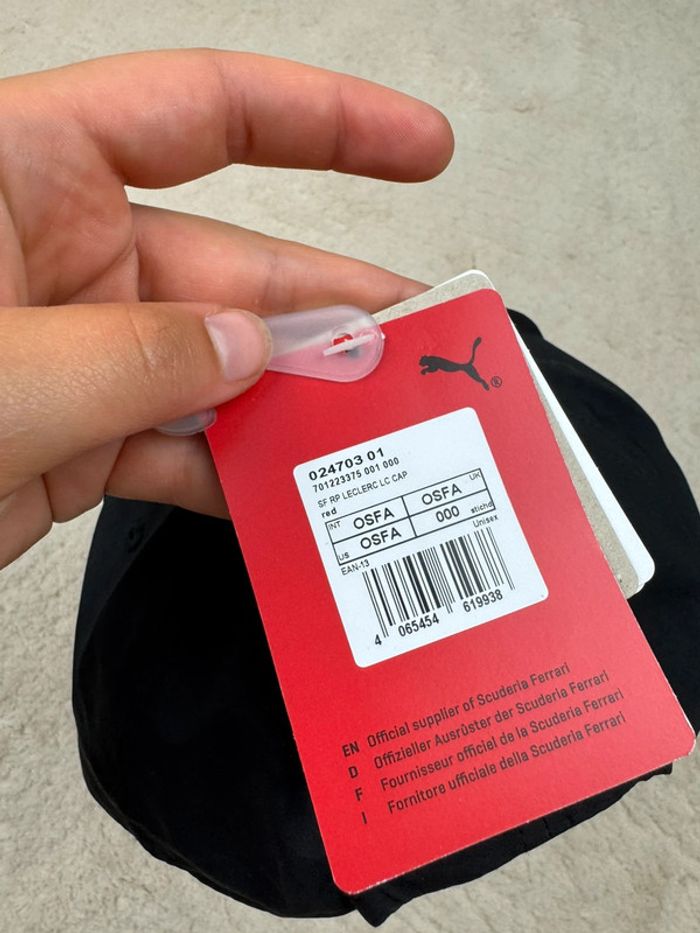 ®
024703 01
701223375 001 000
SF RP LECLERC LC CAP
red
INT OSFA OSFA UK
US OSFA 000 stichd
EAN-13 Unisex
4 065454 619938
EN Official supplier of Scuderia Ferrari
D Offizieller Ausrüster der Scuderia Ferrari
F Fournisseur officiel de la Scuderia Ferrari
I Fornitore ufficiale della Scuderia Ferrari